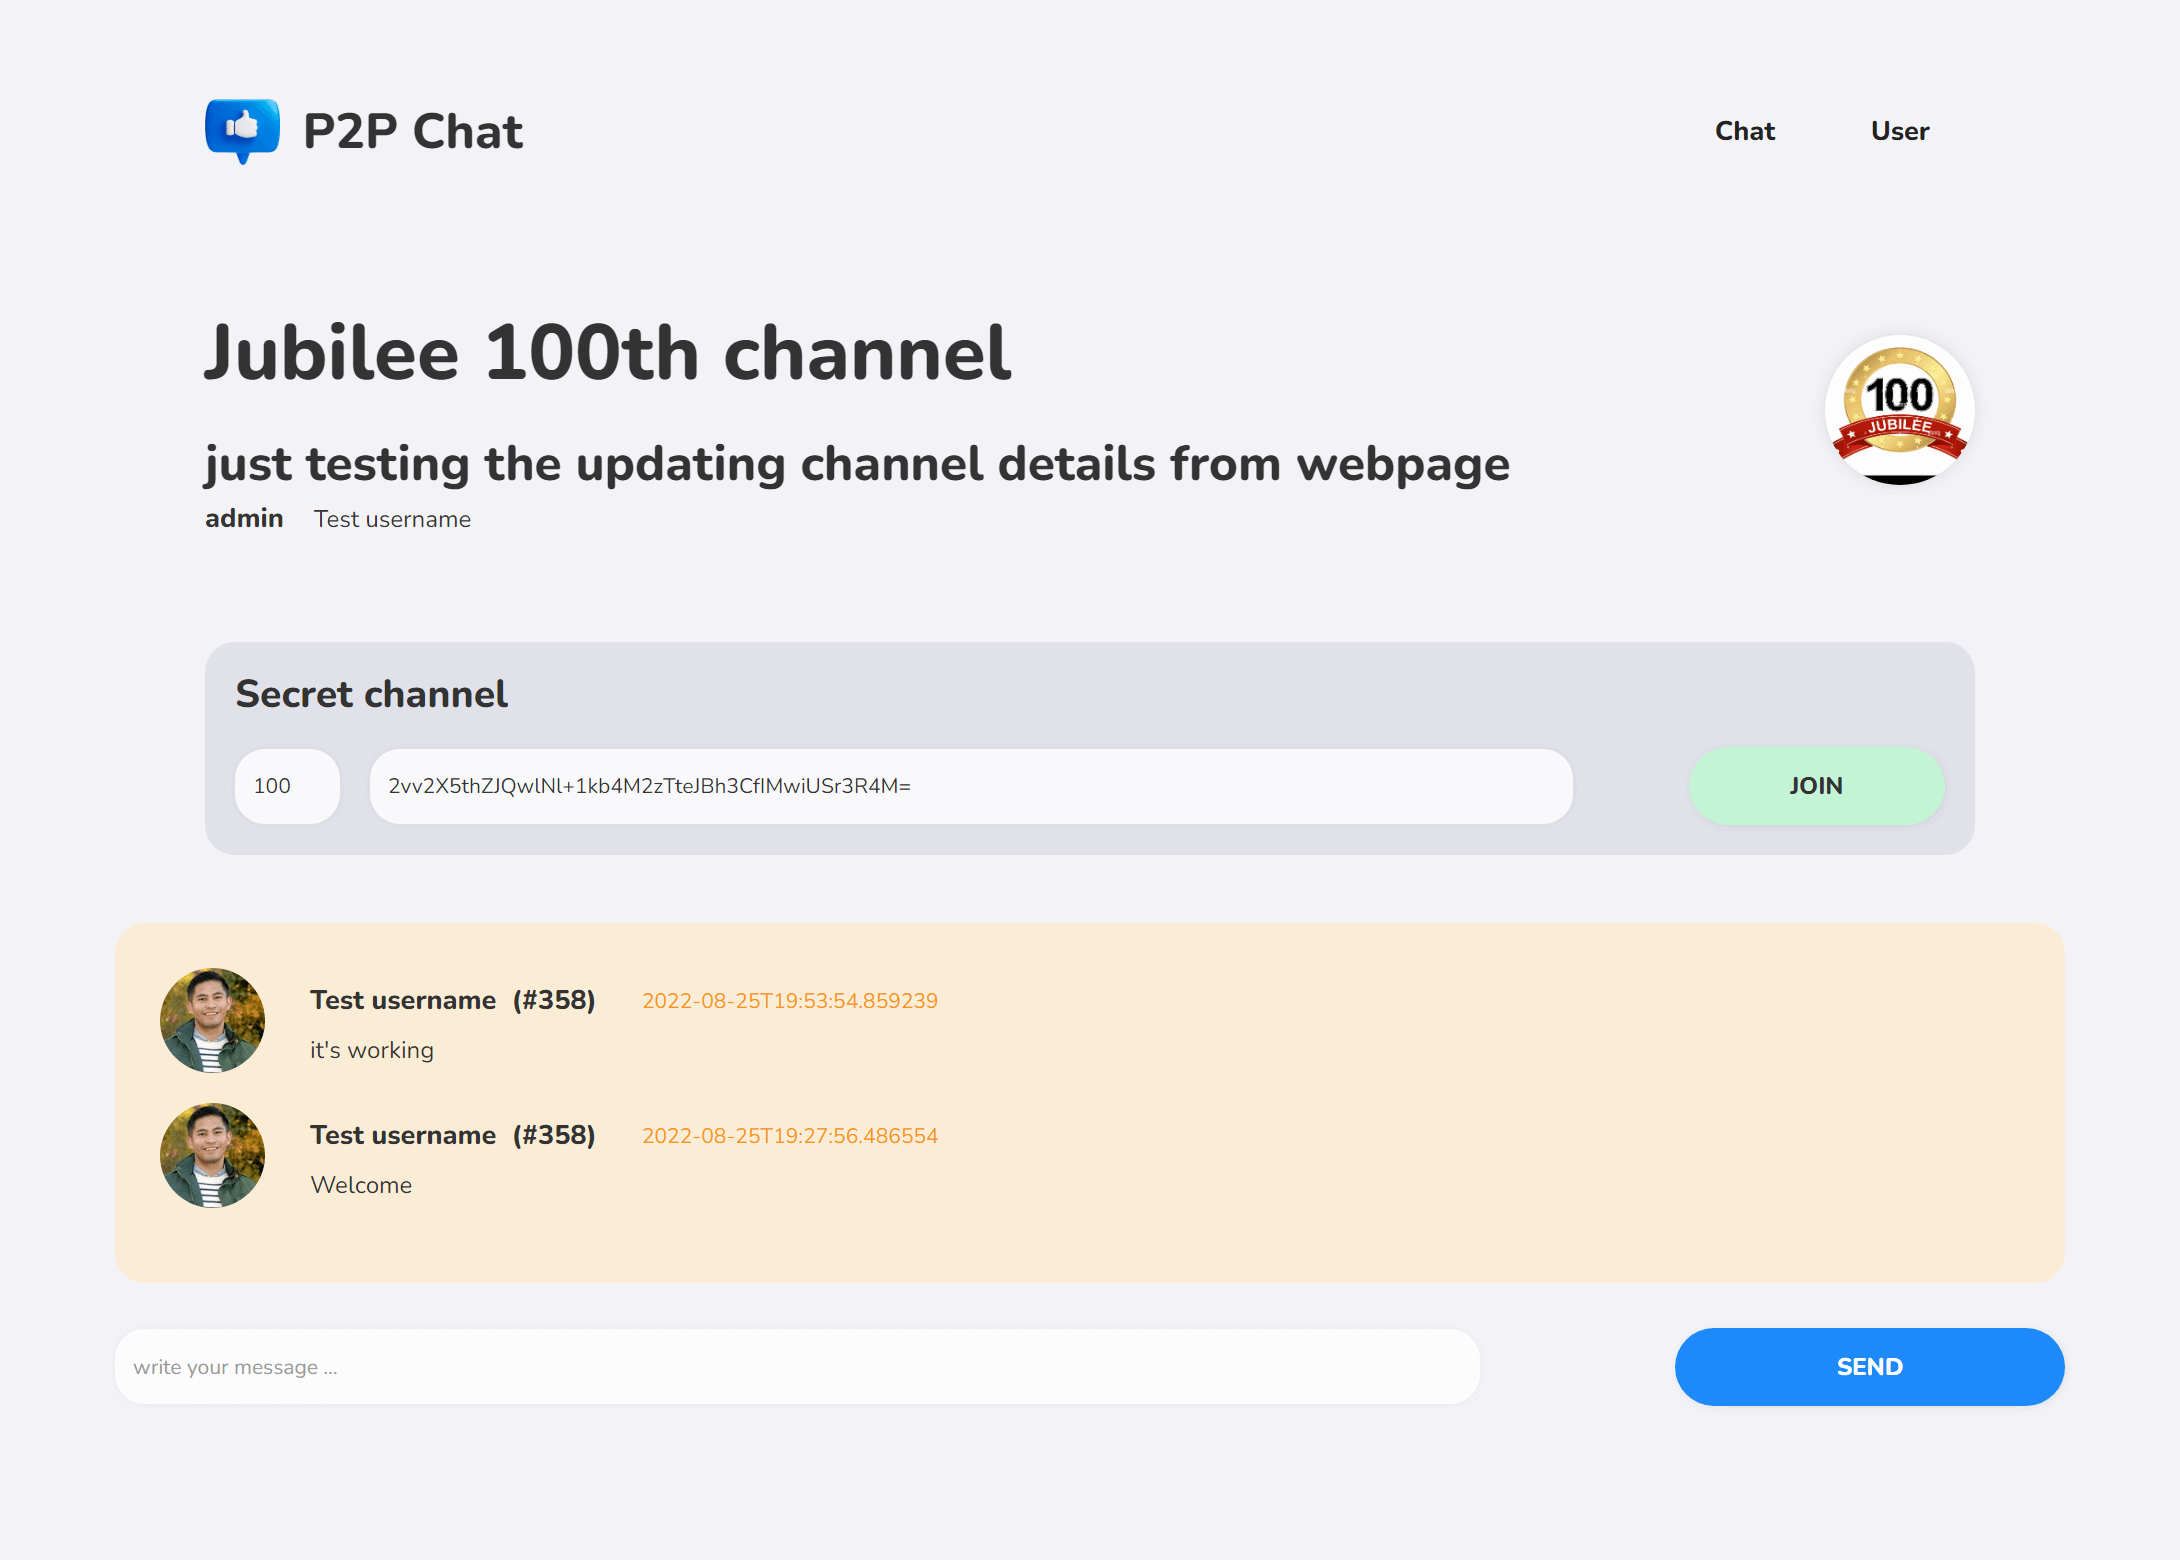 P2P Chat
Chat
User
Jubilee 100th channel
100
JUBILEE
just testing the updating channel details from webpage
admin Test username
Secret channel
100
2vv2X5thZJQwlNl+1kb4M2zTteJBh3CflMwiUSr3R4M=
JOIN
Test username (#358) 2022-08-25T19:53:54.859239
it's working
Test username (#358) 2022-08-25T19:27:56.486554
Welcome
write your message ...
SEND